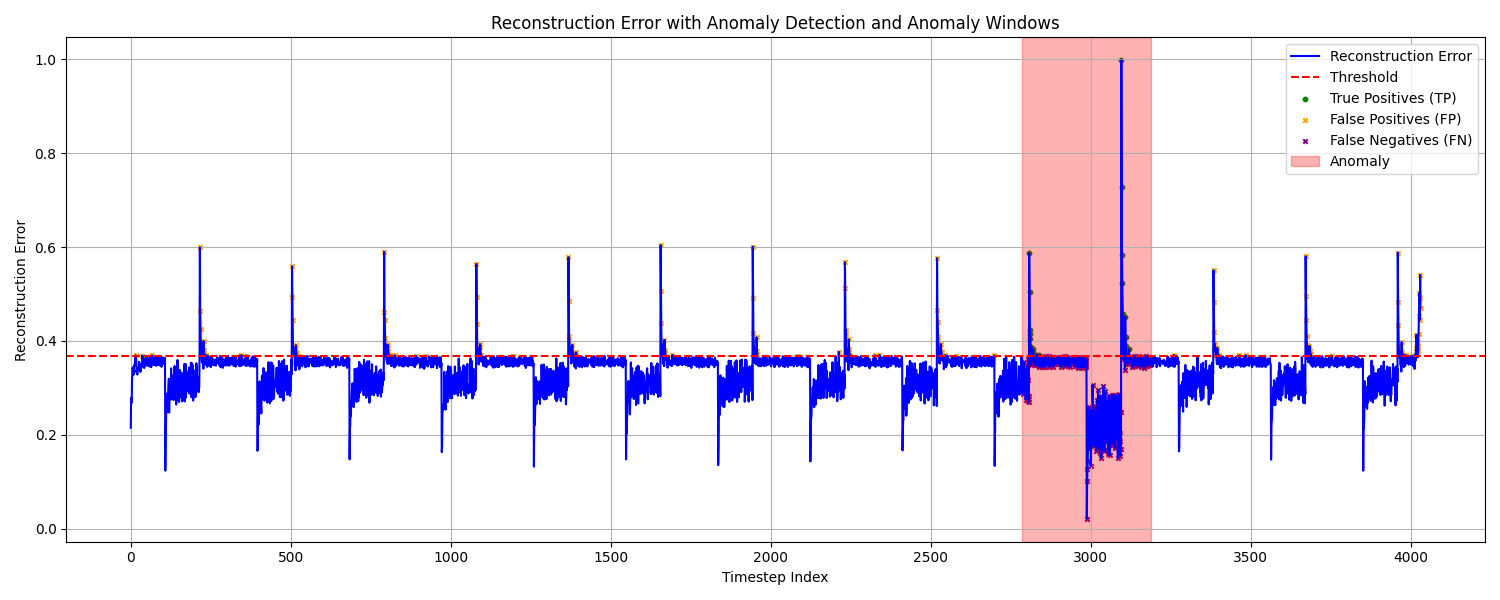 Reconstruction Error with Anomaly Detection and Anomaly Windows
Reconstruction Error
1.0
0.8
0.6
0.4
0.2
0.0
Reconstruction Error
Threshold
True Positives (TP)
False Positives (FP)
False Negatives (FN)
Anomaly
0 500 1000 1500 2000 2500 3000 3500 4000
Timestep Index